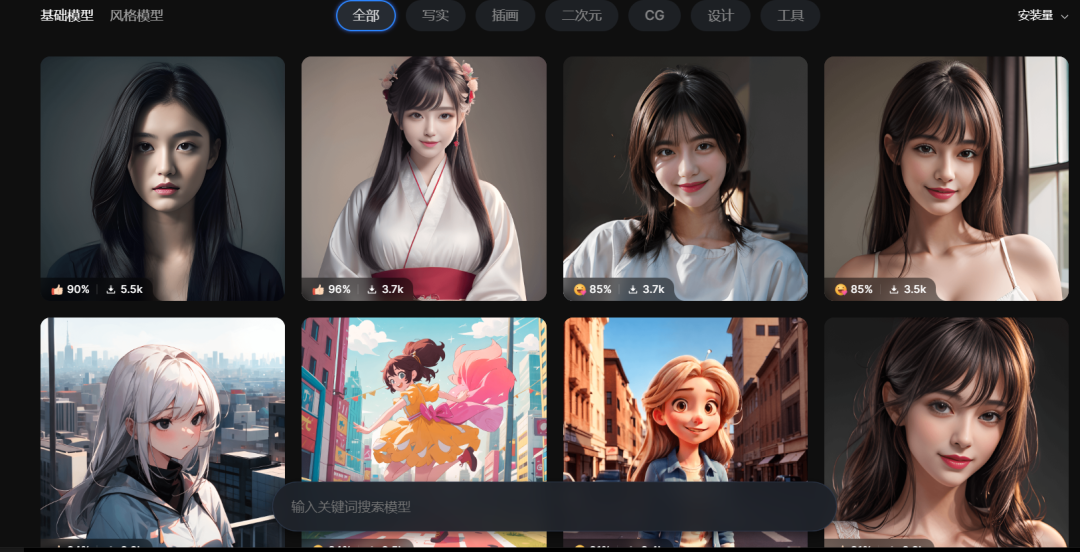 基础模型 风格模型 全部 写实 插画 二次元 CG 设计 工具 安装量
90% 5.5k
96% 3.7k
85% 3.7k
85% 3.5k
输入关键词搜索模型